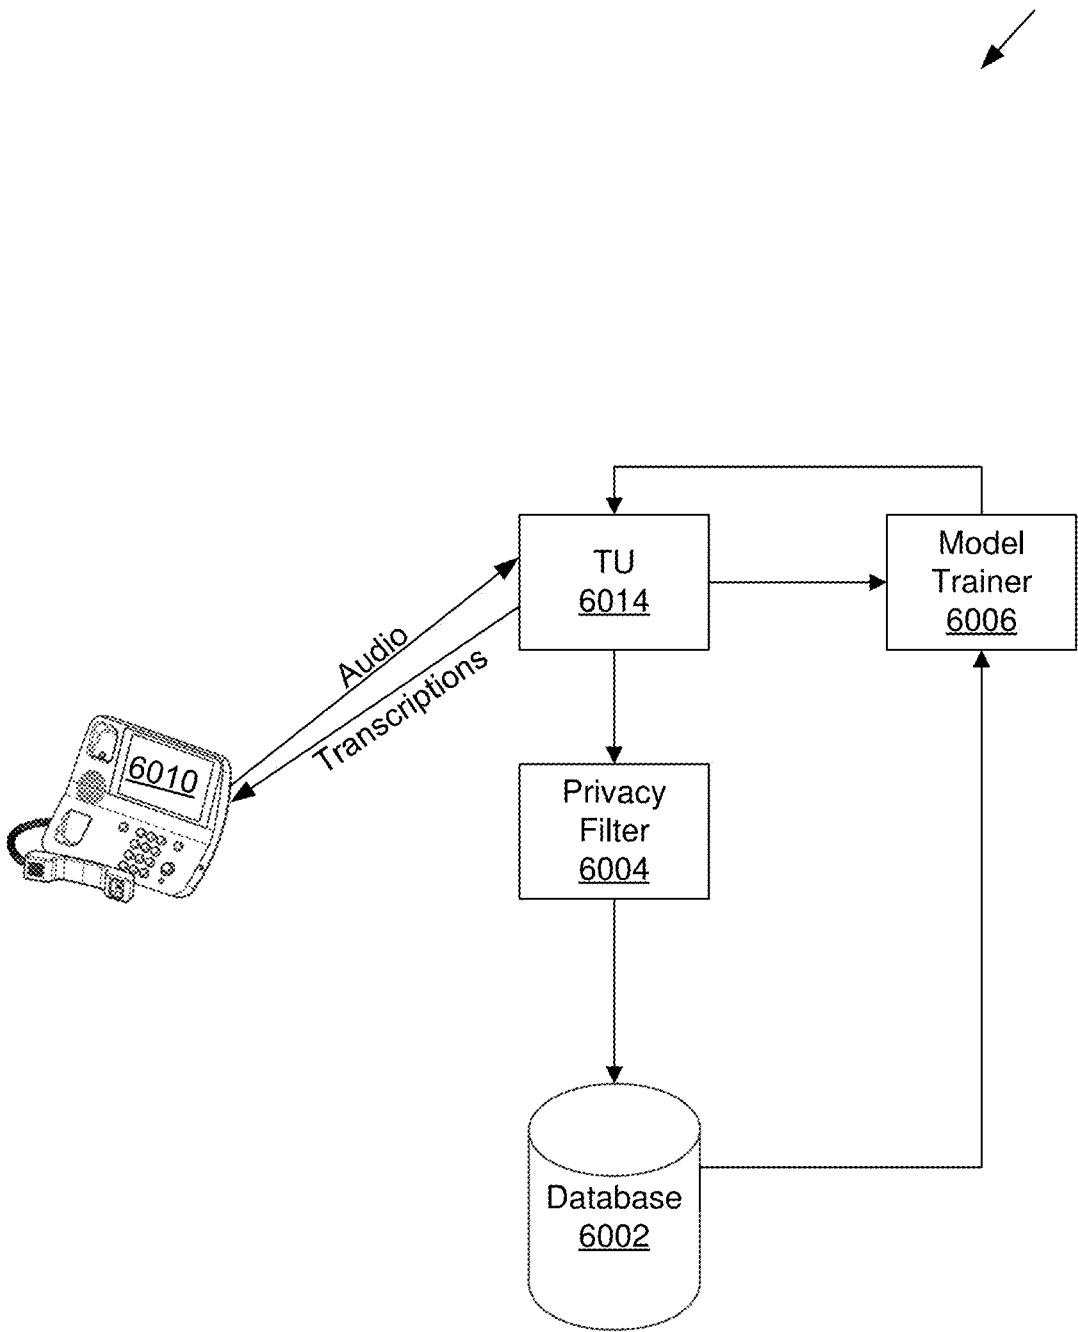 TU
6014
Model
Trainer
6006
Audio
Transcriptions
6010
Privacy
Filter
6004
Database
6002